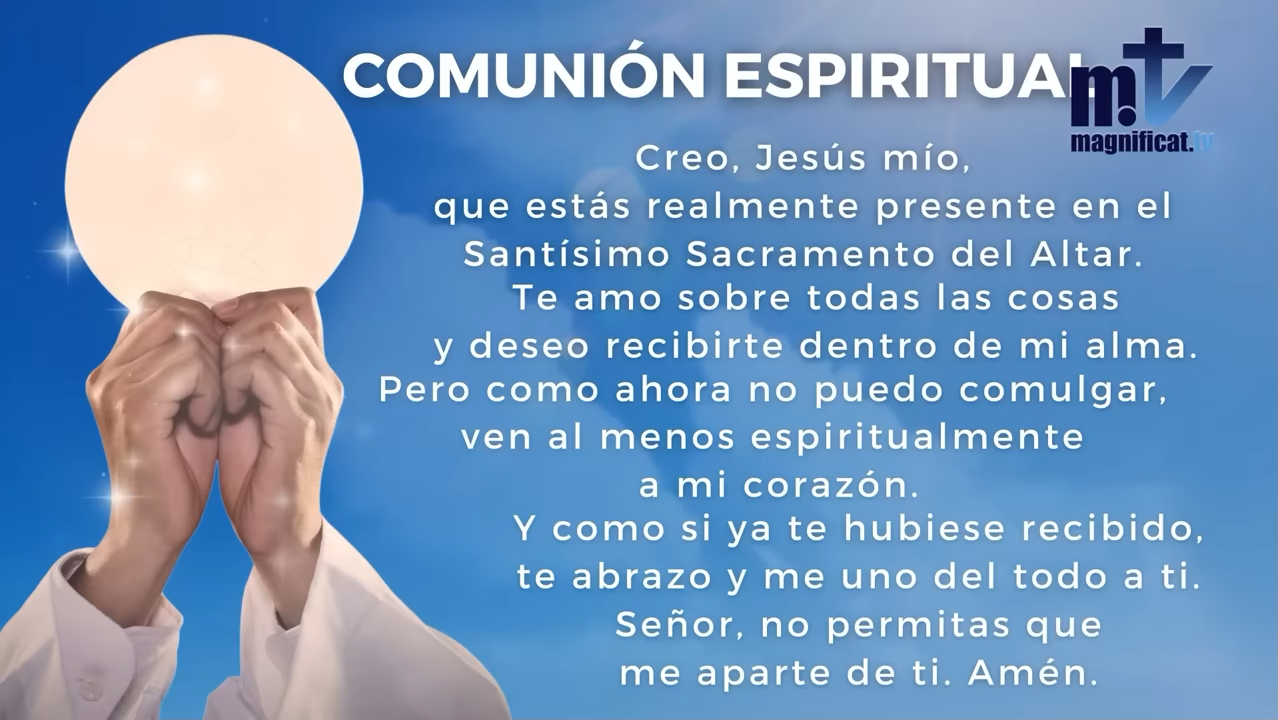 COMUNIÓN ESPIRITUAL
mtv
magnificat.tv
Creo, Jesús mío,
que estás realmente presente en el
Santísimo Sacramento del Altar.
Te amo sobre todas las cosas
y deseo recibirte dentro de mi alma.
Pero como ahora no puedo comulgar,
ven al menos espiritualmente
a mi corazón.
Y como si ya te hubiese recibido,
te abrazo y me uno del todo a ti.
Señor, no permitas que
me aparte de ti. Amén.